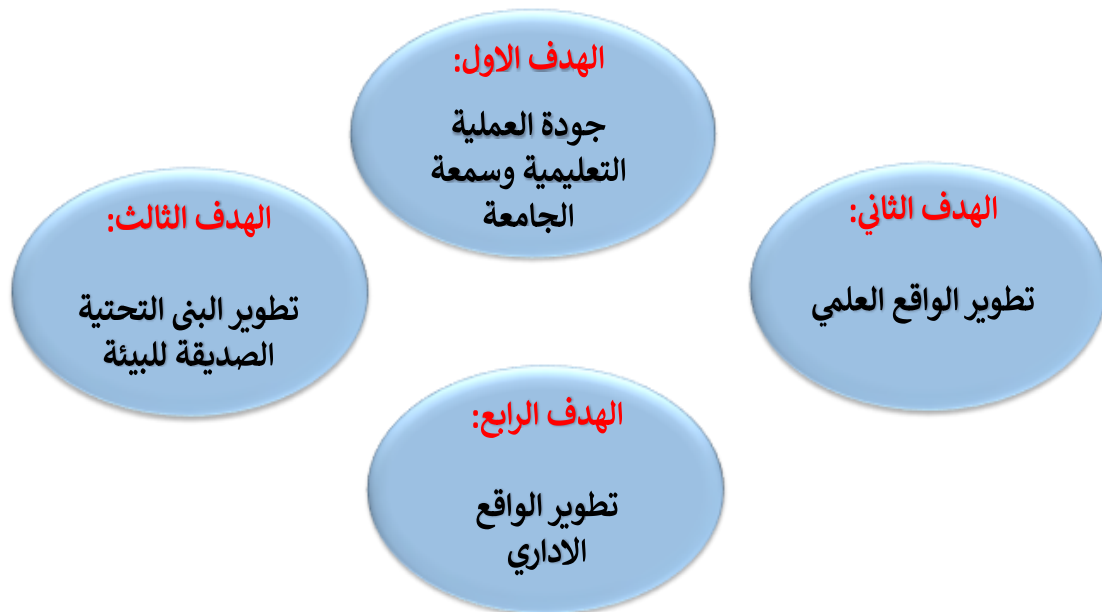 الهدف الاول:
جودة العملية
التعليمية وسمعة
الجامعة
الهدف الثاني:
تطوير الواقع العلمي
الهدف الثالث:
تطوير البنى التحتية
الصديقة للبيئة
الهدف الرابع:
تطوير الواقع
الاداري